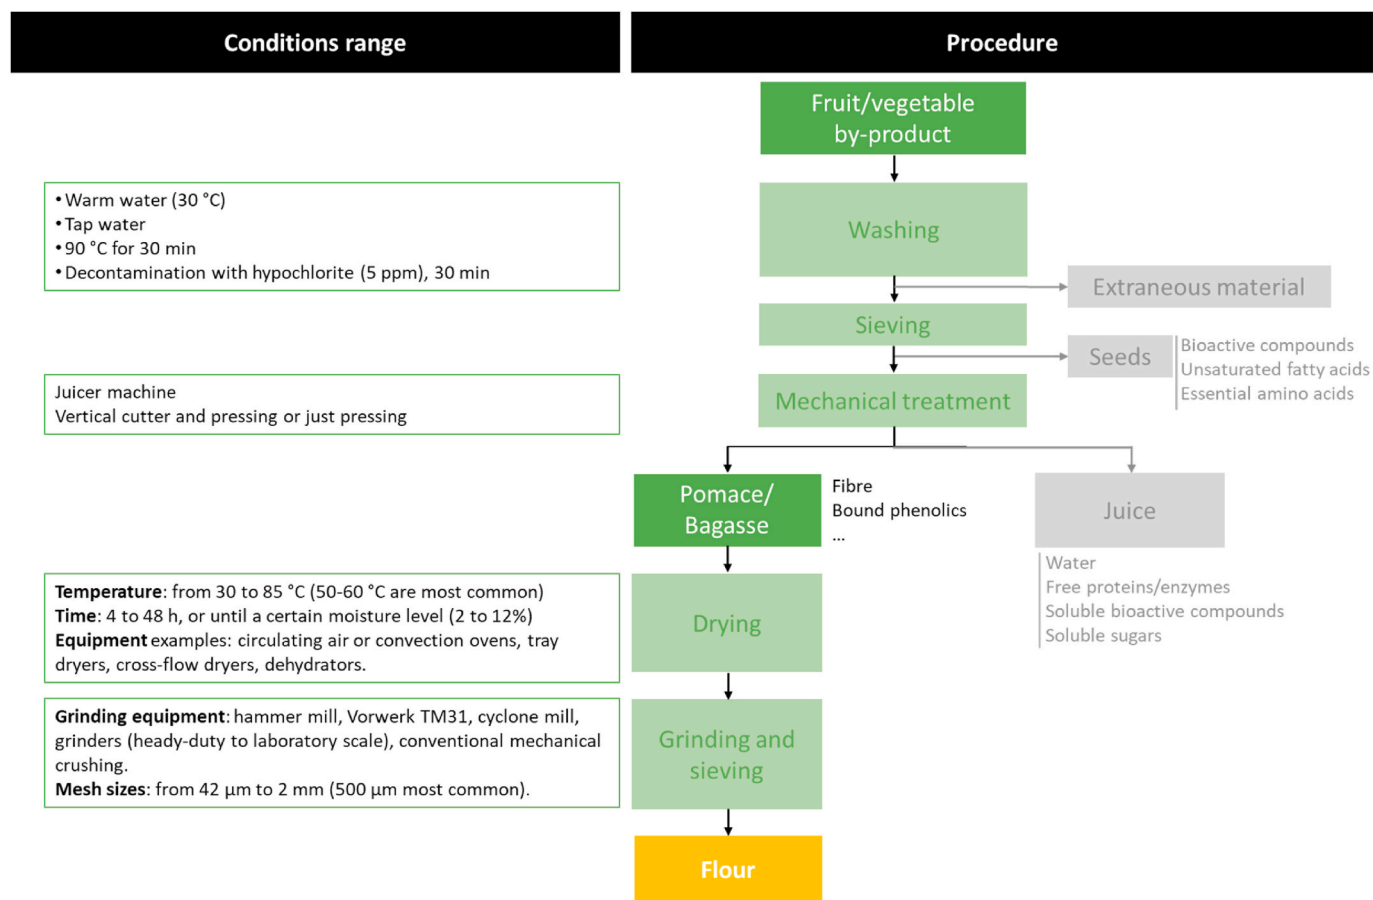 Conditions range
Procedure
Fruit/vegetable
by-product
• Warm water (30 °C)
• Tap water
• 90 °C for 30 min
• Decontamination with hypochlorite (5 ppm), 30 min
Washing
Extraneous material
Sieving
Seeds
Bioactive compounds
Unsaturated fatty acids
Essential amino acids
Juicer machine
Vertical cutter and pressing or just pressing
Mechanical treatment
Pomace/
Bagasse
Fibre
Bound phenolics
...
Juice
Water
Free proteins/enzymes
Soluble bioactive compounds
Soluble sugars
Temperature: from 30 to 85 °C (50-60 °C are most common)
Time: 4 to 48 h, or until a certain moisture level (2 to 12%)
Equipment examples: circulating air or convection ovens, tray
dryers, cross-flow dryers, dehydrators.
Drying
Grinding equipment: hammer mill, Vorwerk TM31, cyclone mill,
grinders (heady-duty to laboratory scale), conventional mechanical
crushing.
Mesh sizes: from 42 µm to 2 mm (500 µm most common).
Grinding and
sieving
Flour